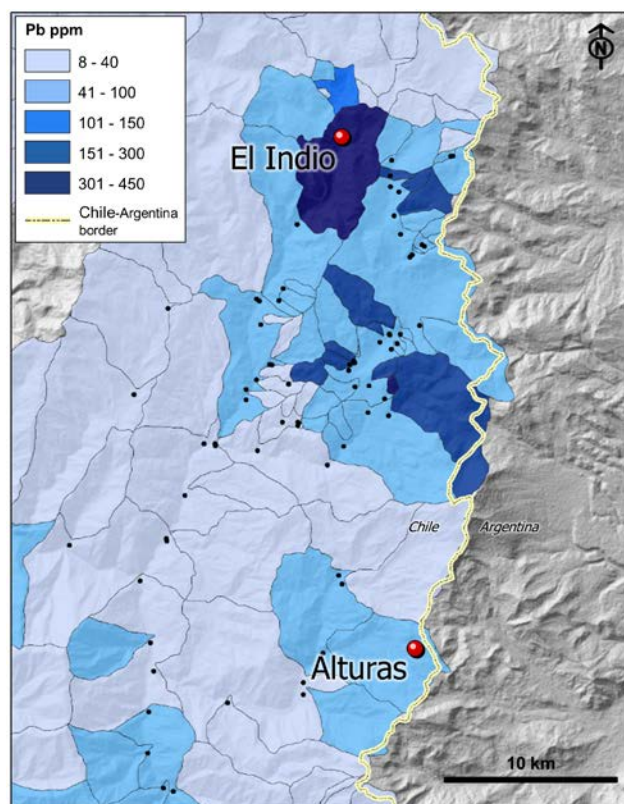 Pb ppm
8 - 40
41 - 100
101 - 150
151 - 300
301 - 450
Chile-Argentina
border
N
El Indio
Chile Argentina
Alturas
10 km